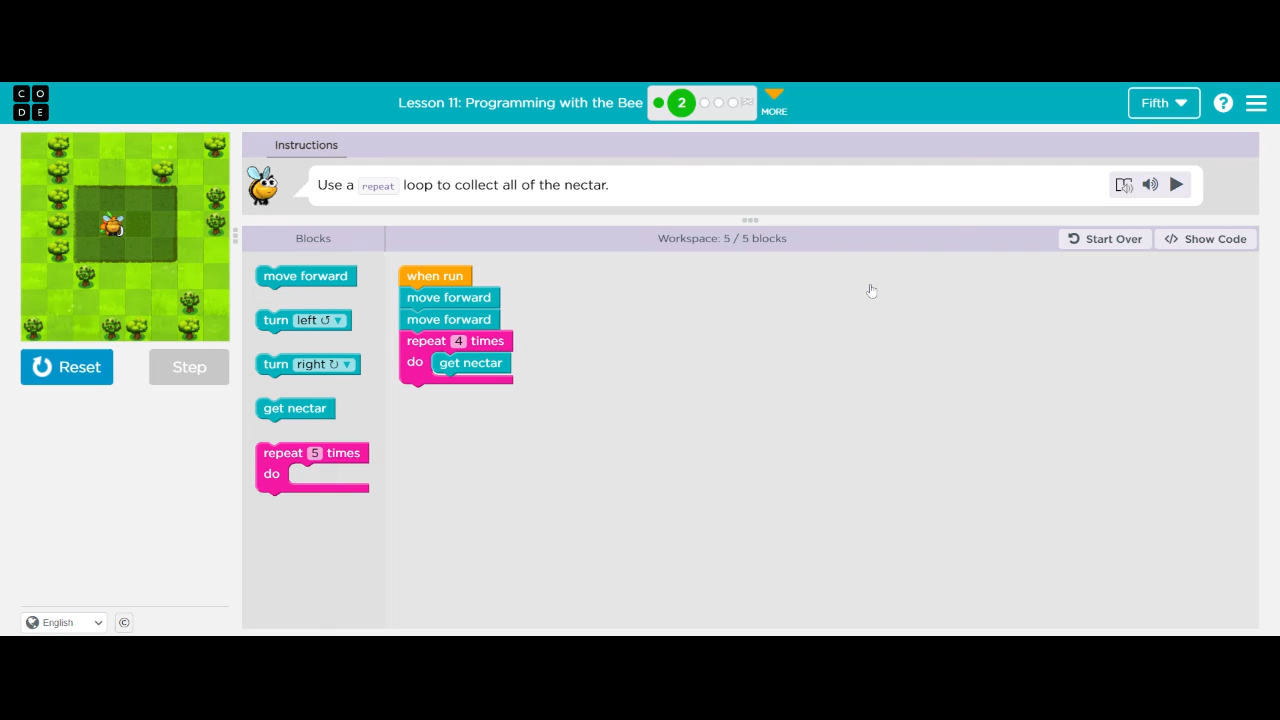 CODE
Lesson 11: Programming with the Bee
2
MORE
Fifth
?
Instructions
Use a repeat loop to collect all of the nectar.
Blocks
Workspace: 5 / 5 blocks
Start Over
</> Show Code
move forward
turn left ↺ ▼
turn right ↻ ▼
get nectar
repeat 5 times
do
when run
move forward
move forward
repeat 4 times
do get nectar
Reset
Step
English
©